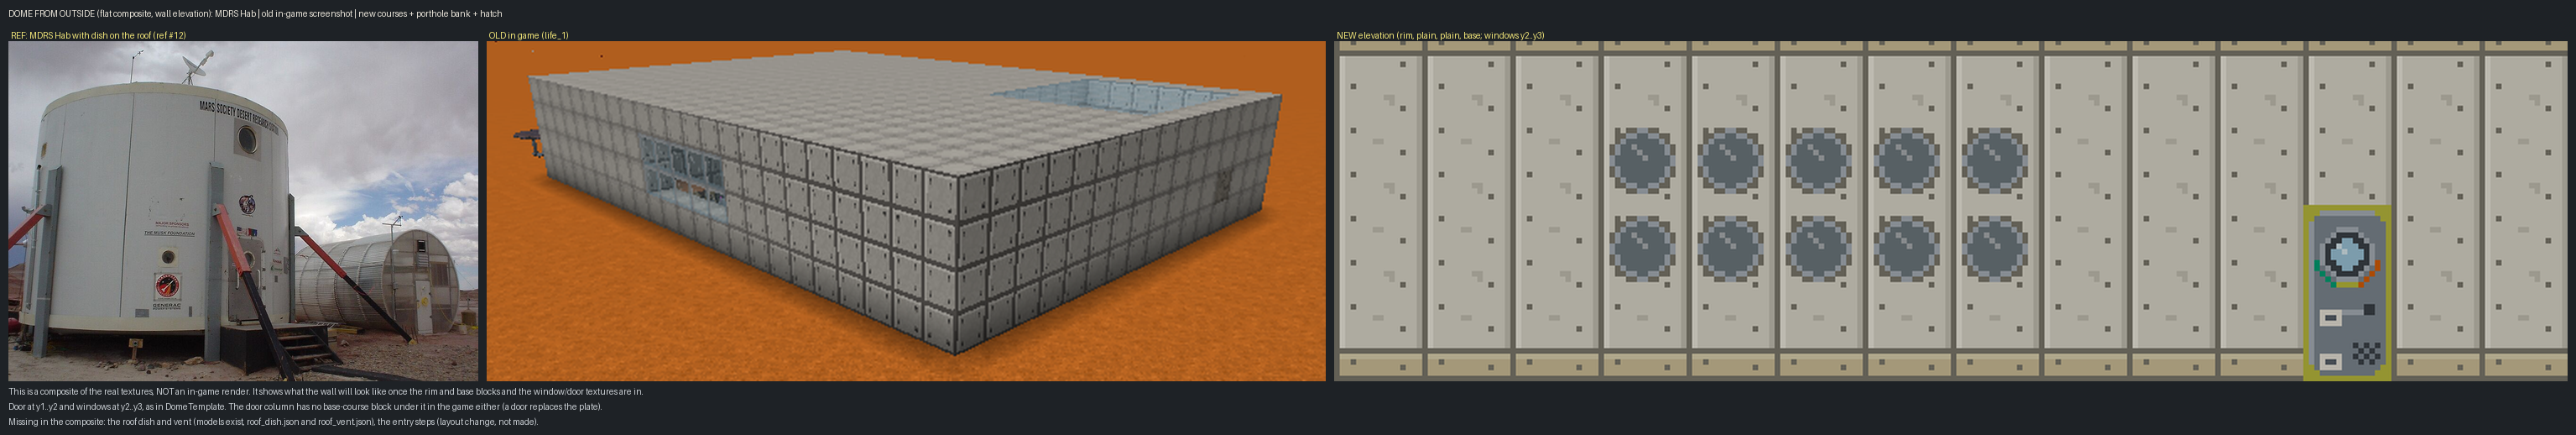 DOME FROM OUTSIDE (flat composite, wall elevation): MDRS Hab | old in-game screenshot | new courses + porthole bank + hatch
REF: MDRS Hab with dish on the roof (ref #12)
OLD in game (life_1)
NEW elevation (rim, plain, plain, base; windows y2..y3)
MARS SOCIETY DESERT RESEARCH STATION
MAJOR SPONSORS
THE MUSK FOUNDATION
GENERAC
This is a composite of the real textures, NOT an in-game render. It shows what the wall will look like once the rim and base blocks and the window/door textures are in.
Door at y1..y2 and windows at y2..y3, as in DomeTemplate. The door column has no base-course block under it in the game either (a door replaces the plate).
Missing in the composite: the roof dish and vent (models exist, roof_dish.json and roof_vent.json), the entry steps (layout change, not made).